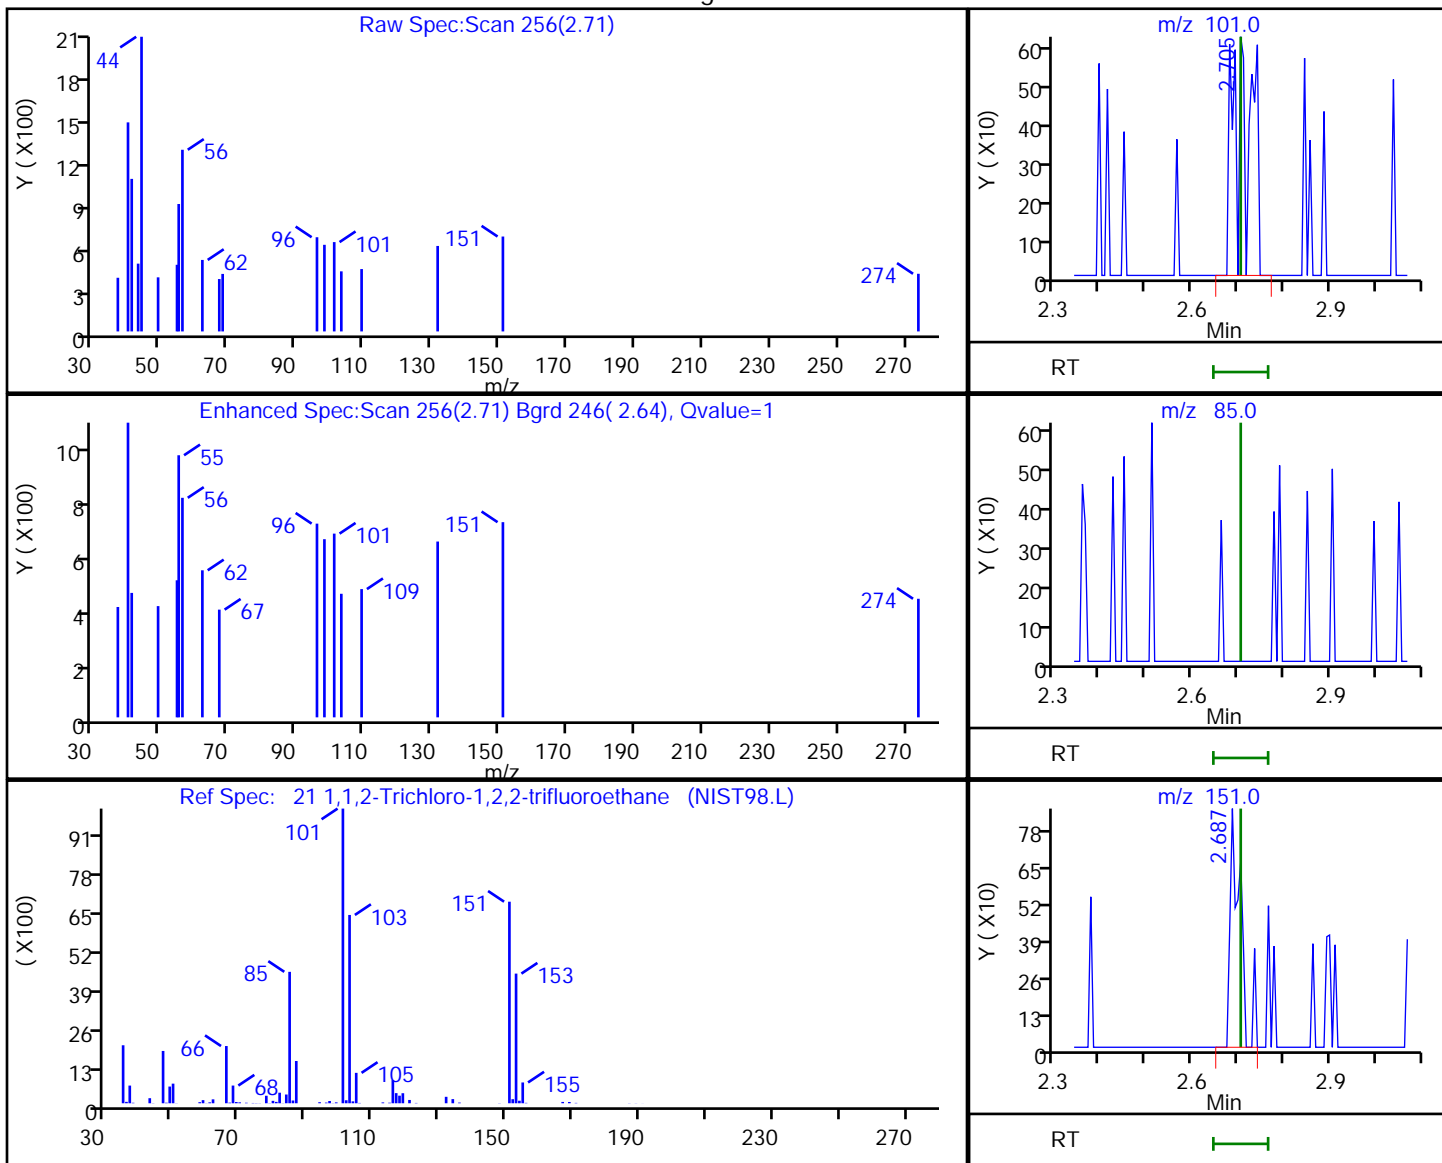 Raw Spec:Scan 256(2.71)
Y ( X100)
21
18
15
12
9
6
3
0
44
56
62
96
101
151
274
30 50 70 90 110 130 150 170 190 210 230 250 270
m/z
m/z 101.0
Y ( X10)
60
50
40
30
20
10
0
2.705
2.3 2.6 2.9
Min
RT
Enhanced Spec:Scan 256(2.71) Bgrd 246( 2.64), Qvalue=1
Y ( X100)
10
8
6
4
2
0
55
56
62
67
96
101
109
151
274
30 50 70 90 110 130 150 170 190 210 230 250 270
m/z
m/z 85.0
Y ( X10)
60
50
40
30
20
10
0
2.3 2.6 2.9
Min
RT
Ref Spec: 21 1,1,2-Trichloro-1,2,2-trifluoroethane (NIST98.L)
( X100)
91
78
65
52
39
26
13
0
66
68
85
101
103
105
151
153
155
30 70 110 150 190 230 270
m/z 151.0
Y ( X10)
78
65
52
39
26
13
0
2.687
2.3 2.6 2.9
Min
RT